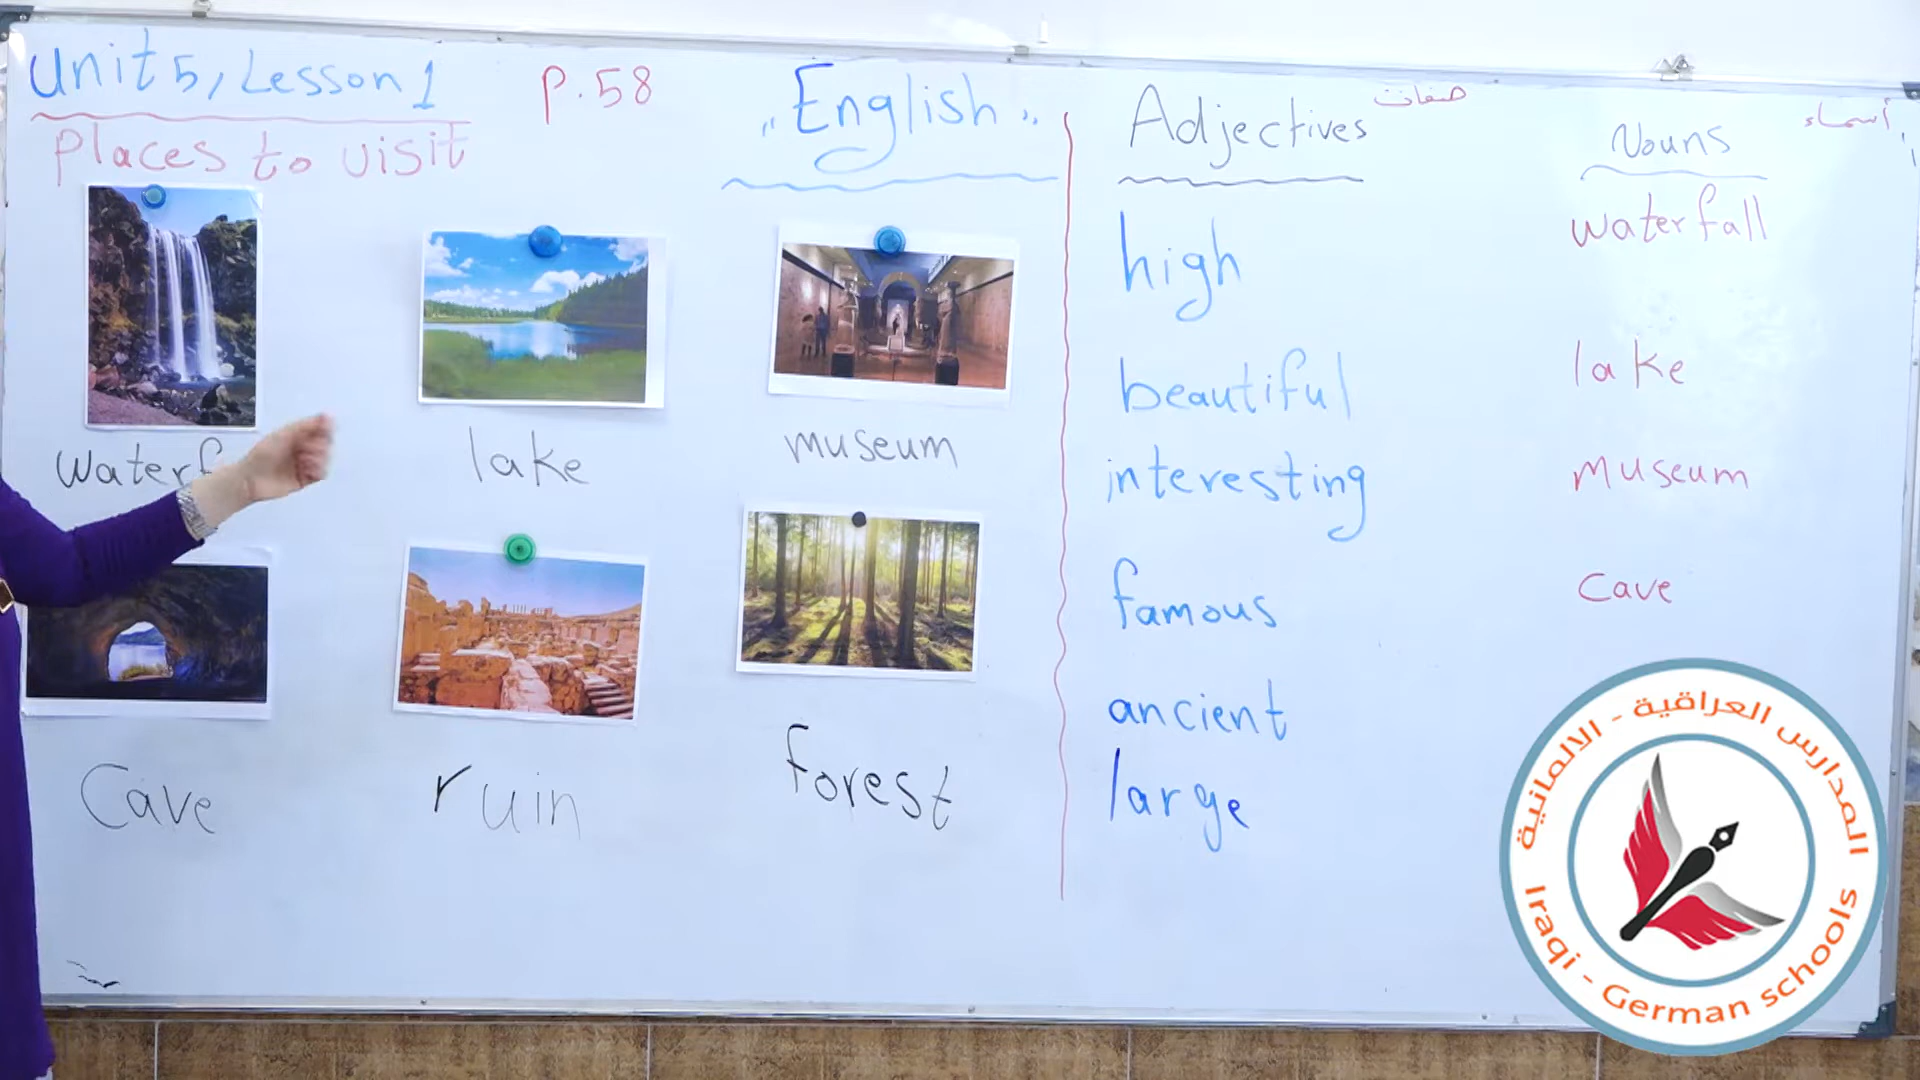 Unit 5, Lesson 1
P. 58
"English"
Places to visit
lake
museum
Cave
ruin
forest
Adjectives صفات
high
beautiful
interesting
famous
ancient
large
Nouns أسماء
waterfall
lake
museum
cave
المدارس العراقية - الالمانية
Iraqi - German schools